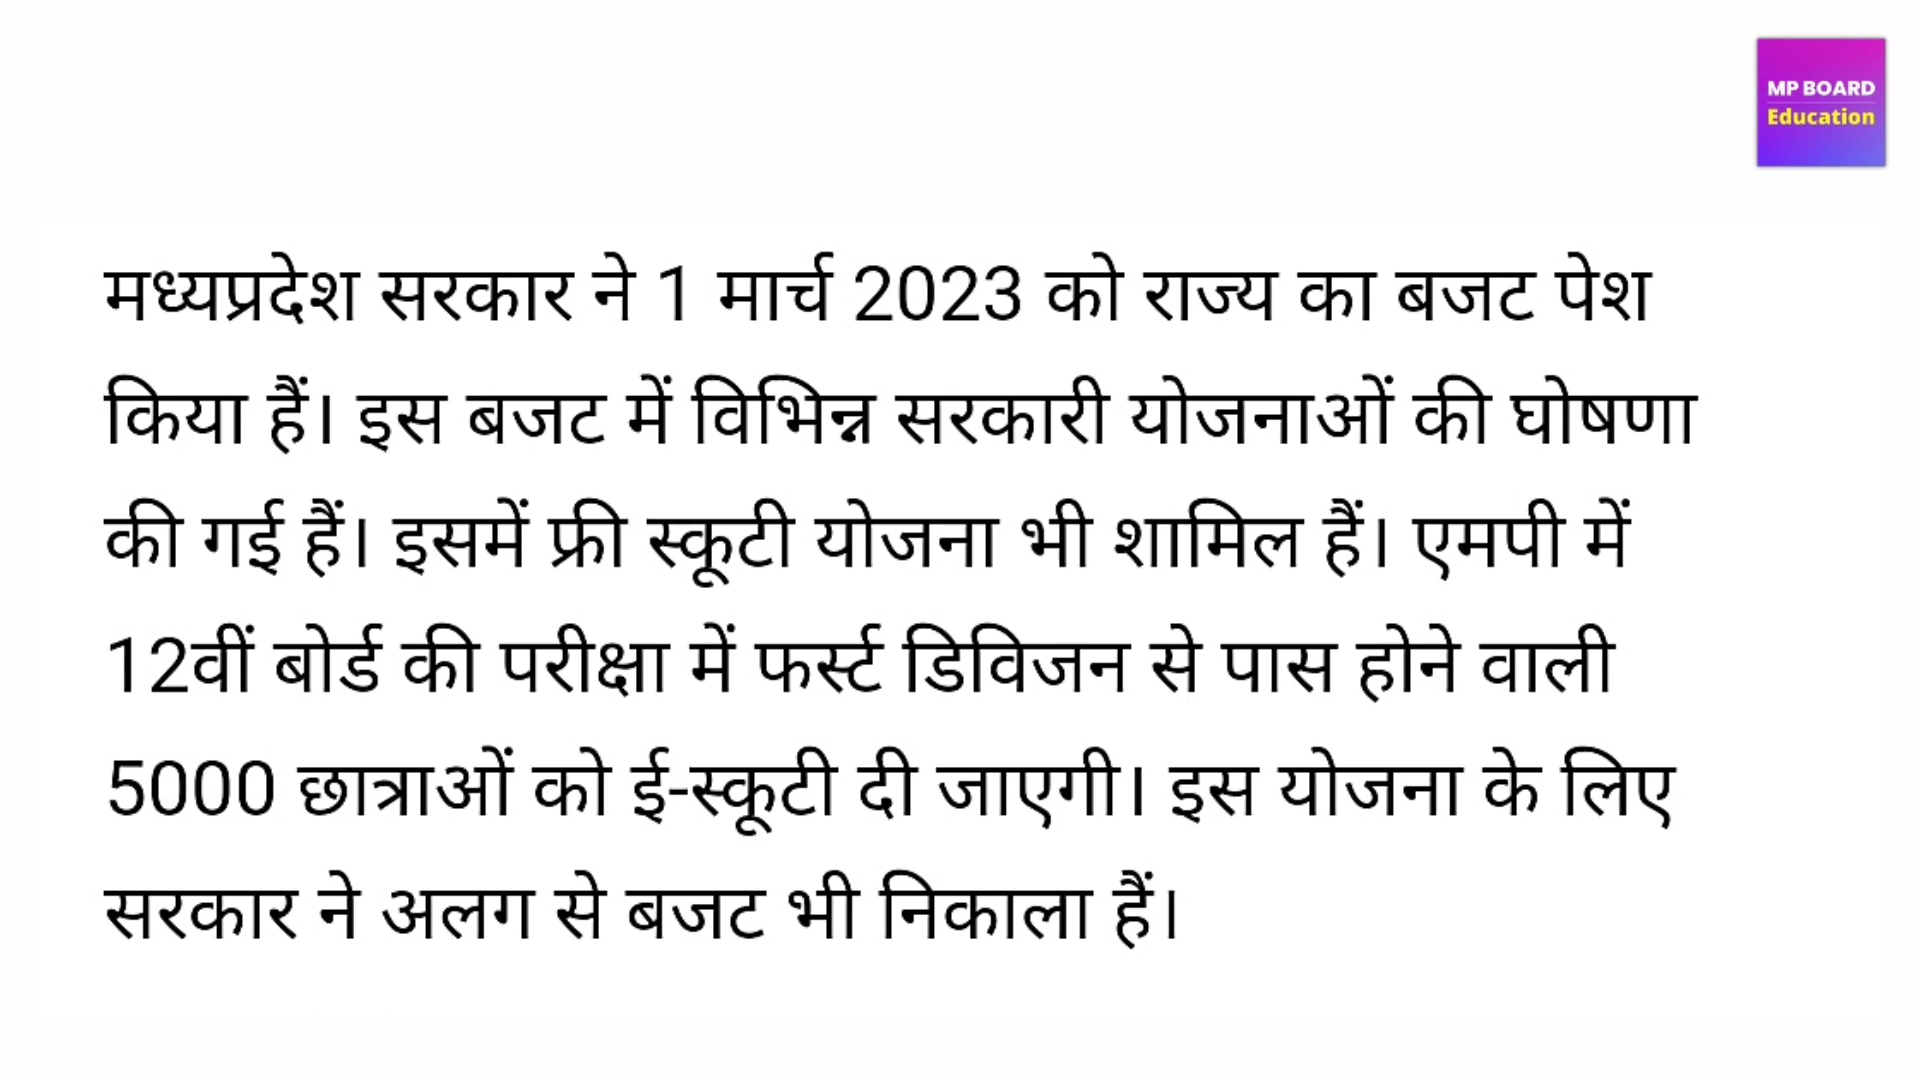 MP BOARD
Education
मध्यप्रदेश सरकार ने 1 मार्च 2023 को राज्य का बजट पेश
किया हैं। इस बजट में विभिन्न सरकारी योजनाओं की घोषणा
की गई हैं। इसमें फ्री स्कूटी योजना भी शामिल हैं। एमपी में
12वीं बोर्ड की परीक्षा में फर्स्ट डिविजन से पास होने वाली
5000 छात्राओं को ई-स्कूटी दी जाएगी। इस योजना के लिए
सरकार ने अलग से बजट भी निकाला हैं।